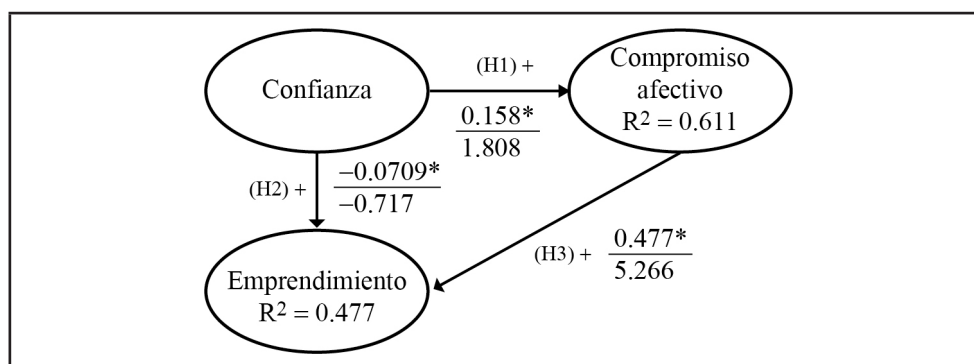 Confianza
(H1) +
0.158*
1.808
Compromiso
afectivo
R² = 0.611
(H2) +
−0.0709*
−0.717
(H3) +
0.477*
5.266
Emprendimiento
R² = 0.477